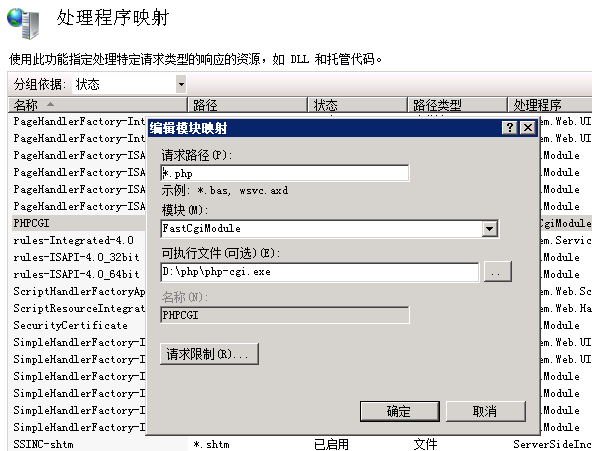 处理程序映射
使用此功能指定处理特定请求类型的响应的资源，如 DLL 和托管代码。
分组依据: 状态
名称 路径 状态 路径类型 处理程序
PageHandlerFactory-Int
PageHandlerFactory-Int em.Web.UI
PageHandlerFactory-ISA Module
PageHandlerFactory-ISA Module
PageHandlerFactory-ISA Module
PageHandlerFactory-ISA Module
PHPCGI CgiModule
rules-Integrated-4.0 em.Servic
rules-ISAPI-4.0_32bit Module
rules-ISAPI-4.0_64bit Module
ScriptHandlerFactoryAp em.Web.Sc
ScriptResourceIntegrat em.Web.Ha
SecurityCertificate Module
SimpleHandlerFactory-I em.Web.UI
SimpleHandlerFactory-I em.Web.UI
SimpleHandlerFactory-I Module
SimpleHandlerFactory-I Module
SimpleHandlerFactory-I Module
SimpleHandlerFactory-I Module
SSINC-shtm *.shtm 已启用 文件 ServerSideInc
编辑模块映射
请求路径(P):
*.php
示例: *.bas, wsvc.axd
模块(M):
FastCgiModule
可执行文件(可选)(E):
D:\php\php-cgi.exe
..
名称(N):
PHPCGI
请求限制(R)...
确定 取消